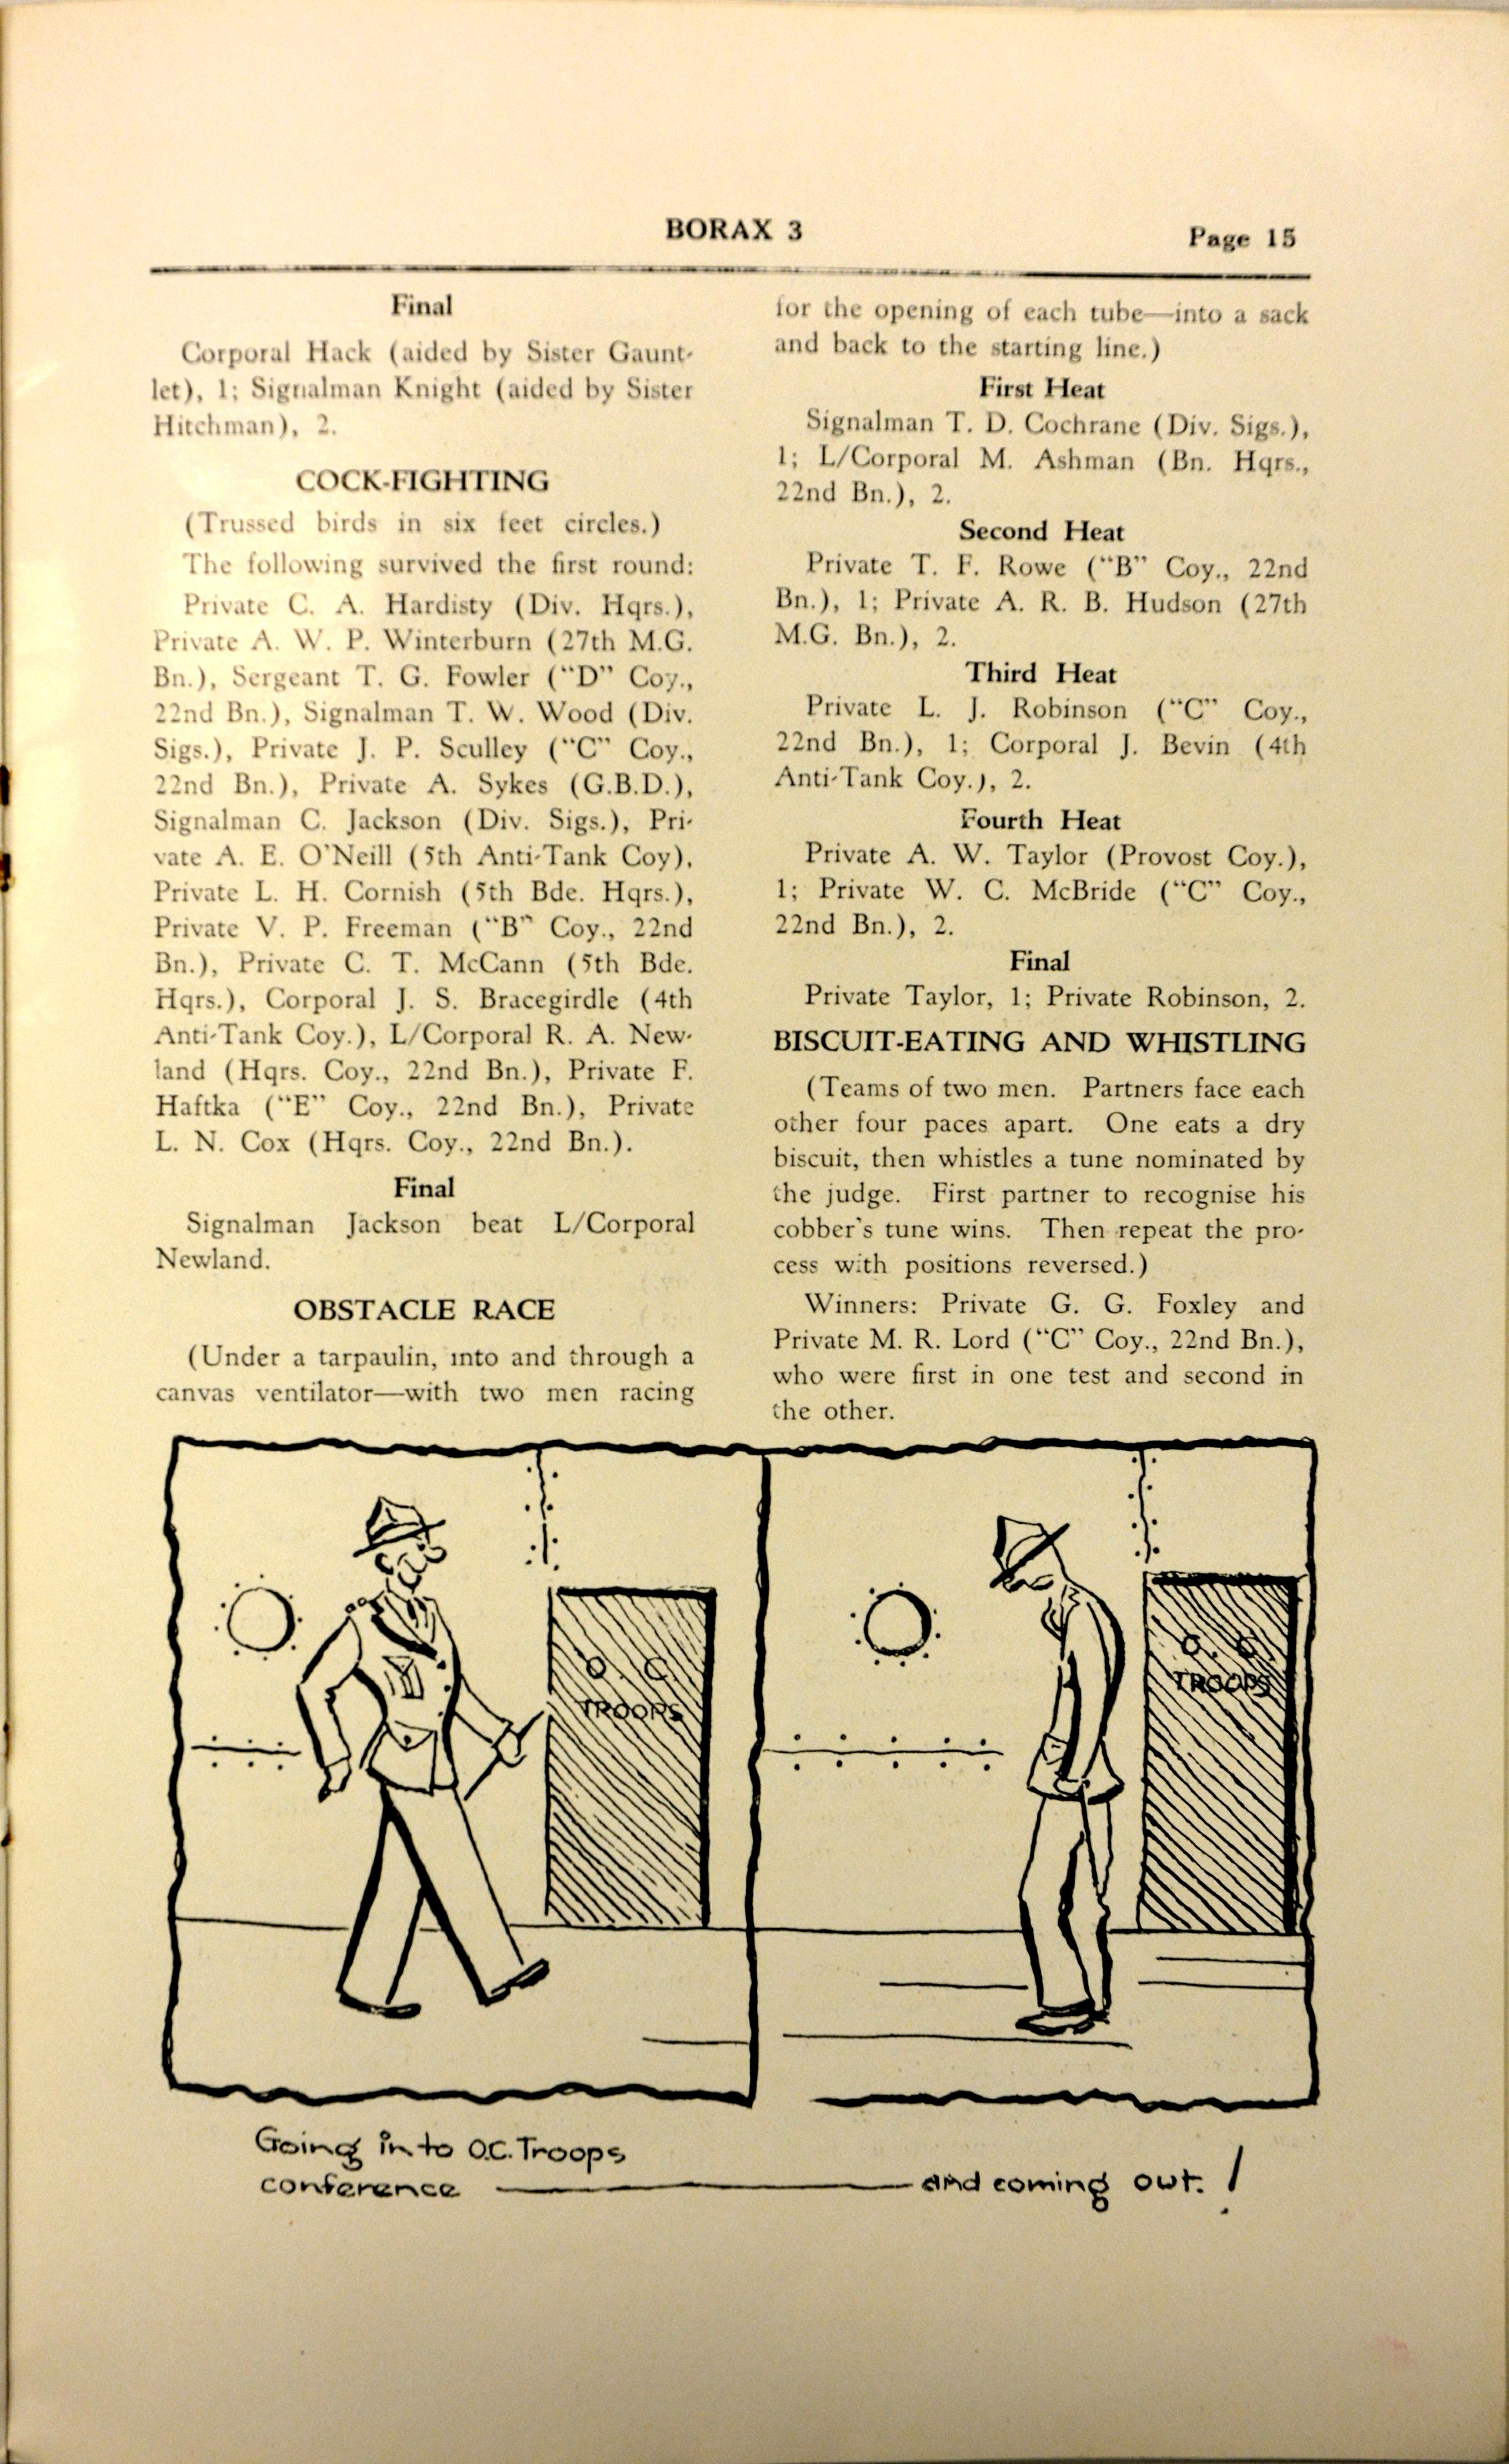 BORAX 3
Page 15
Final
Corporal Hack (aided by Sister Gaunt-
let), 1; Signalman Knight (aided by Sister
Hitchman), 2.
COCK-FIGHTING
(Trussed birds in six feet circles.)
The following survived the first round:
Private C. A. Hardisty (Div. Hqrs.),
Private A. W. P. Winterburn (27th M.G.
Bn.), Sergeant T. G. Fowler ("D" Coy.,
22nd Bn.), Signalman T. W. Wood (Div.
Sigs.), Private J. P. Sculley ("C" Coy.,
22nd Bn.), Private A. Sykes (G.B.D.),
Signalman C. Jackson (Div. Sigs.), Pri-
vate A. E. O'Neill (5th Anti-Tank Coy),
Private L. H. Cornish (5th Bde. Hqrs.),
Private V. P. Freeman ("B" Coy., 22nd
Bn.), Private C. T. McCann (5th Bde.
Hqrs.), Corporal J. S. Bracegirdle (4th
Anti-Tank Coy.), L/Corporal R. A. New-
land (Hqrs. Coy., 22nd Bn.), Private F.
Haftka ("E" Coy., 22nd Bn.), Private
L. N. Cox (Hqrs. Coy., 22nd Bn.).
Final
Signalman Jackson beat L/Corporal
Newland.
OBSTACLE RACE
(Under a tarpaulin, into and through a
canvas ventilator—with two men racing
for the opening of each tube—into a sack
and back to the starting line.)
First Heat
Signalman T. D. Cochrane (Div. Sigs.),
1; L/Corporal M. Ashman (Bn. Hqrs.,
22nd Bn.), 2.
Second Heat
Private T. F. Rowe ("B" Coy., 22nd
Bn.), 1; Private A. R. B. Hudson (27th
M.G. Bn.), 2.
Third Heat
Private L. J. Robinson ("C" Coy.,
22nd Bn.), 1; Corporal J. Bevin (4th
Anti-Tank Coy.), 2.
Fourth Heat
Private A. W. Taylor (Provost Coy.),
1; Private W. C. McBride ("C" Coy.,
22nd Bn.), 2.
Final
Private Taylor, 1; Private Robinson, 2.
BISCUIT-EATING AND WHISTLING
(Teams of two men. Partners face each
other four paces apart. One eats a dry
biscuit, then whistles a tune nominated by
the judge. First partner to recognise his
cobber's tune wins. Then repeat the pro-
cess with positions reversed.)
Winners: Private G. G. Foxley and
Private M. R. Lord ("C" Coy., 22nd Bn.),
who were first in one test and second in
the other.
O. C.
TROOPS
O. C.
TROOPS
Going into O.C. Troops
conference — and coming out. !